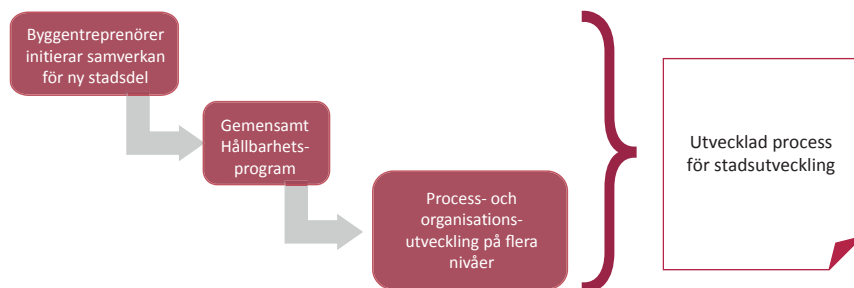 Byggentreprenörer
initierar samverkan
för ny stadsdel
Gemensamt
Hållbarhets-
program
Process- och
organisations-
utveckling på flera
nivåer
Utvecklad process
för stadsutveckling